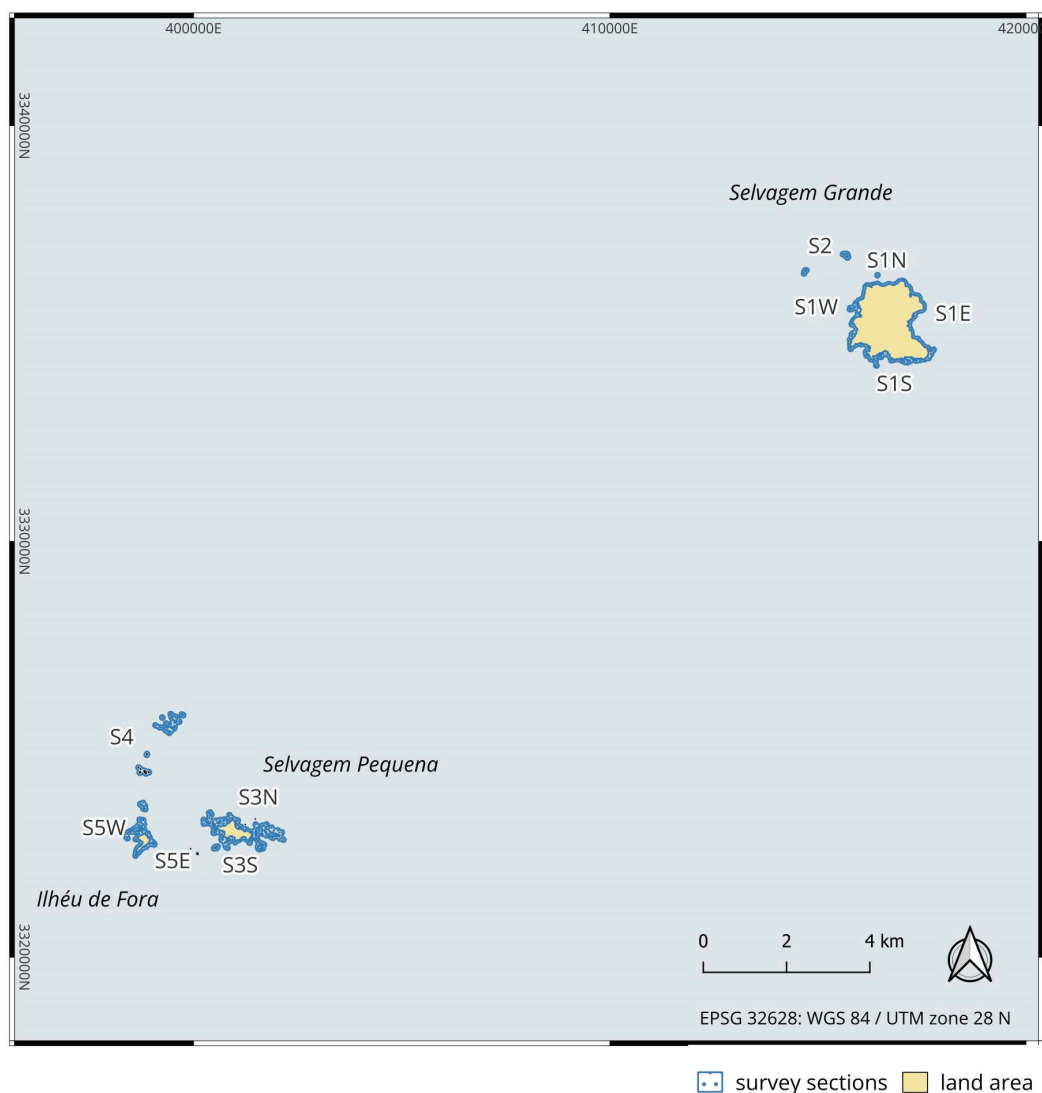 400000E
410000E
42000
3340000N
Selvagem Grande
S2
S1N
S1W
S1E
S1S
3330000N
S4
Selvagem Pequena
S3N
S5W
S5E
S3S
Ilhéu de Fora
3320000N
0 2 4 km
EPSG 32628: WGS 84 / UTM zone 28 N
survey sections land area